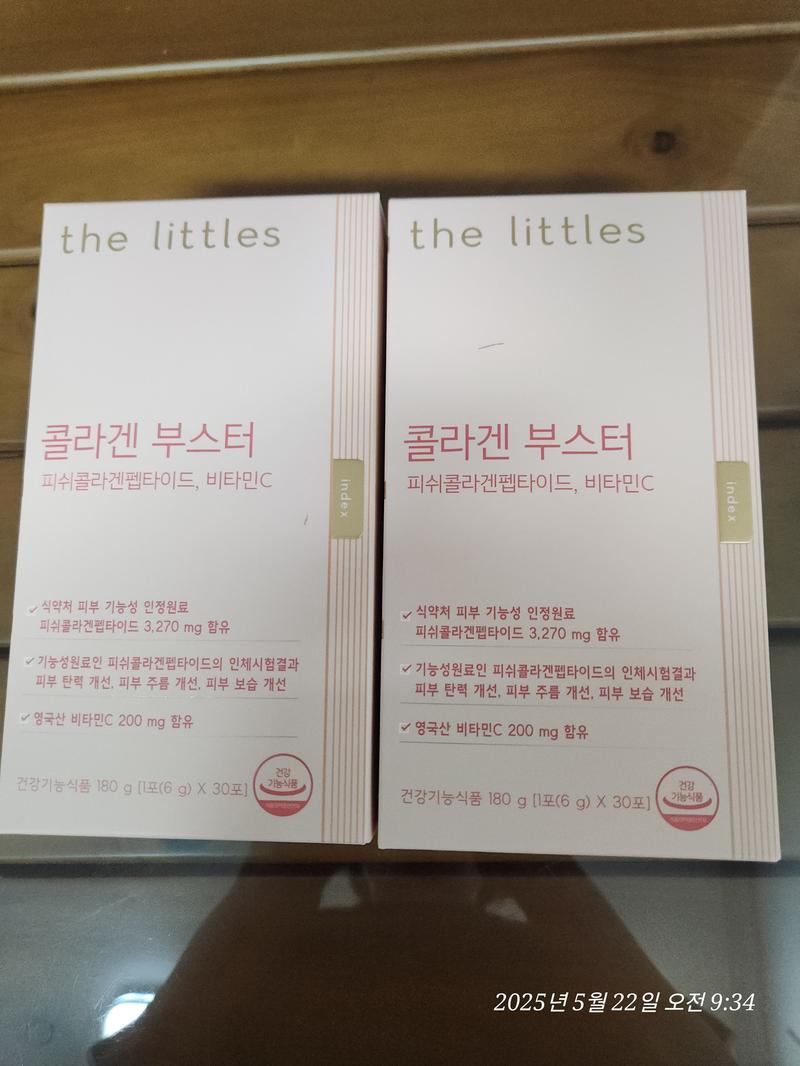 the littles
콜라겐 부스터
피쉬콜라겐펩타이드, 비타민C
index
식약처 피부 기능성 인정원료
피쉬콜라겐펩타이드 3,270 mg 함유
기능성원료인 피쉬콜라겐펩타이드의 인체시험결과
피부 탄력 개선, 피부 주름 개선, 피부 보습 개선
영국산 비타민C 200 mg 함유
건강기능식품 180 g [1포(6 g) X 30포]
건강
기능식품
the littles
콜라겐 부스터
피쉬콜라겐펩타이드, 비타민C
index
식약처 피부 기능성 인정원료
피쉬콜라겐펩타이드 3,270 mg 함유
기능성원료인 피쉬콜라겐펩타이드의 인체시험결과
피부 탄력 개선, 피부 주름 개선, 피부 보습 개선
영국산 비타민C 200 mg 함유
건강기능식품 180 g [1포(6 g) X 30포]
건강
기능식품
2025년 5월 22일 오전 9:34